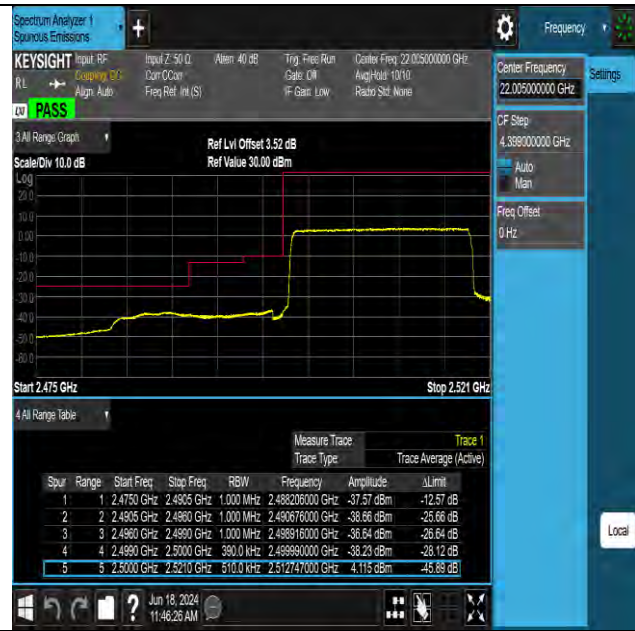 Spectrum Analyzer 1
Spurious Emissions
Frequency
KEYSIGHT Input: RF Input Z: 50 Ω Atten: 40 dB Trig: Free Run Center Freq: 22.005000000 GHz
RL Coupling: DC Corr CCorr Gate: Off Avg|Hold: 10/10
Align: Auto Freq Ref: Int (S) IF Gain: Low Radio Std: None
PASS
Center Frequency
22.005000000 GHz
Settings
CF Step
4.399000000 GHz
Auto
Man
Freq Offset
0 Hz
3 All Range Graph
Ref Lvl Offset 3.52 dB
Scale/Div 10.0 dB Ref Value 30.00 dBm
Log
20.0
10.0
0.00
-10.0
-20.0
-30.0
-40.0
-50.0
-60.0
Start 2.475 GHz Stop 2.521 GHz
4 All Range Table
Measure Trace Trace 1
Trace Type Trace Average (Active)
Spur Range Start Freq Stop Freq RBW Frequency Amplitude ΔLimit
1 1 2.4750 GHz 2.4905 GHz 1.000 MHz 2.488206000 GHz -37.57 dBm -12.57 dB
2 2 2.4905 GHz 2.4960 GHz 1.000 MHz 2.490676000 GHz -38.66 dBm -25.66 dB
3 3 2.4960 GHz 2.4990 GHz 1.000 MHz 2.498916000 GHz -36.64 dBm -26.64 dB
4 4 2.4990 GHz 2.5000 GHz 390.0 kHz 2.499990000 GHz -38.23 dBm -28.12 dB
5 5 2.5000 GHz 2.5210 GHz 510.0 kHz 2.512747000 GHz 4.115 dBm -45.89 dB
Local
Jun 18, 2024
11:46:26 AM